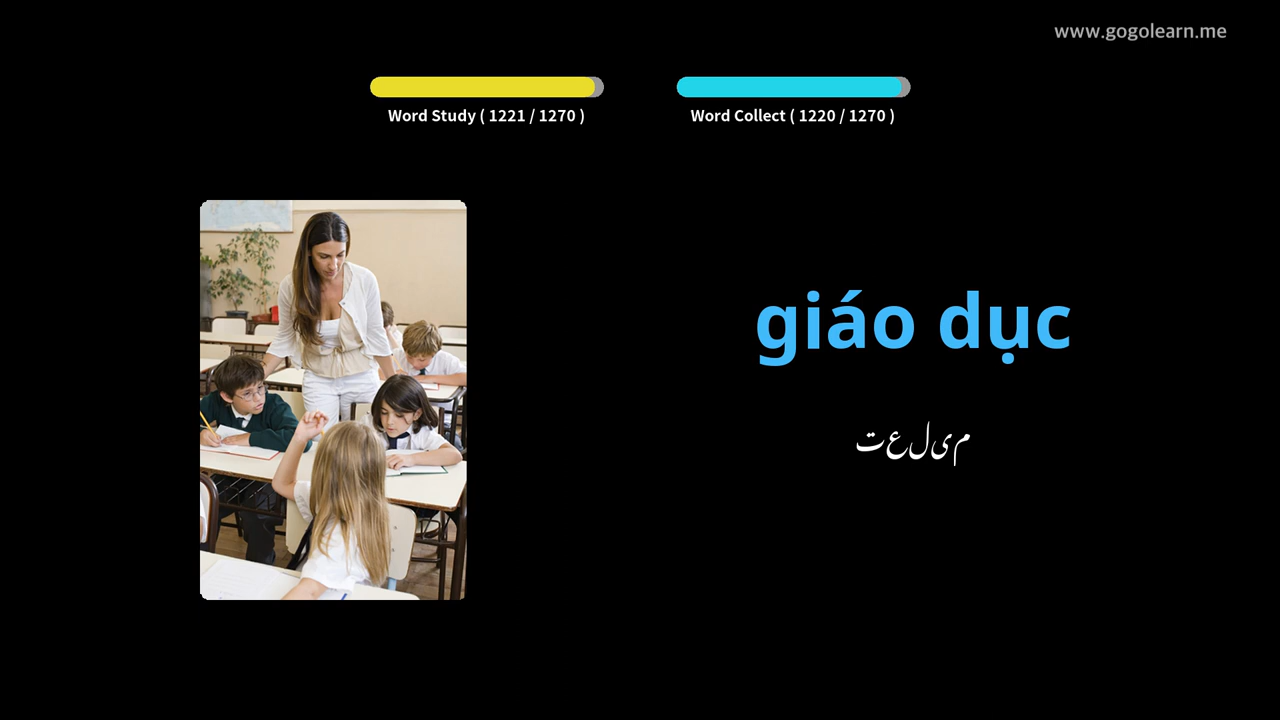 www.gogolearn.me
Word Study ( 1221 / 1270 )
Word Collect ( 1220 / 1270 )
giáo dục
تعلیم